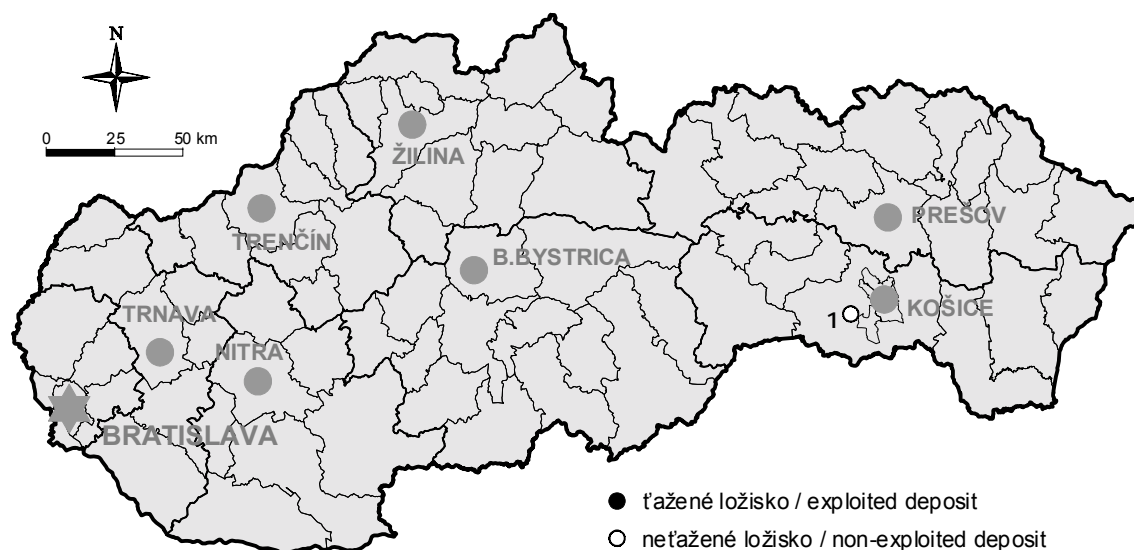 N
0 25 50 km
ŽILINA
PREŠOV
TRENČÍN
B.BYSTRICA
KOŠICE
1
TRNAVA
NITRA
BRATISLAVA
ťažené ložisko / exploited deposit
neťažené ložisko / non-exploited deposit